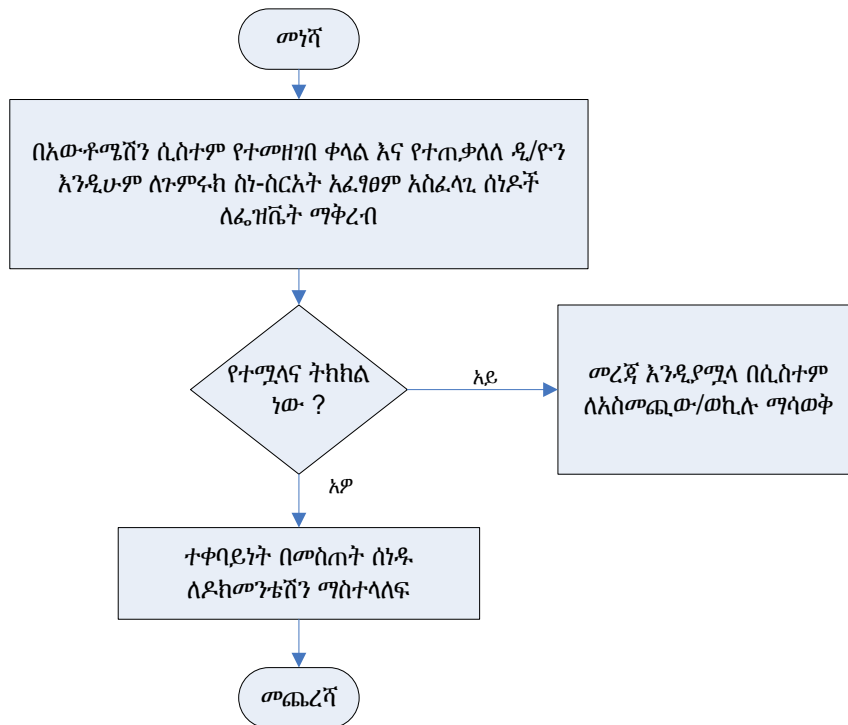 መነሻ
በአውቶሜሽን ሲስተም የተመዘገበ ቀላል እና የተጠቃለለ ዲ/ዮን
እንዲሁም ለጉምሩክ ስነ-ስርአት አፈፃፀም አስፈላጊ ሰነዶች
ለፌዝቬት ማቅረብ
የተሟላና ትክክል
ነው ?
አይ
መረጃ እንዲያሟላ በሲስተም
ለአስመጪው/ወኪሉ ማሳወቅ
አዎ
ተቀባይነት በመስጠት ሰነዱ
ለዶክመንቴሽን ማስተላለፍ
መጨረሻ